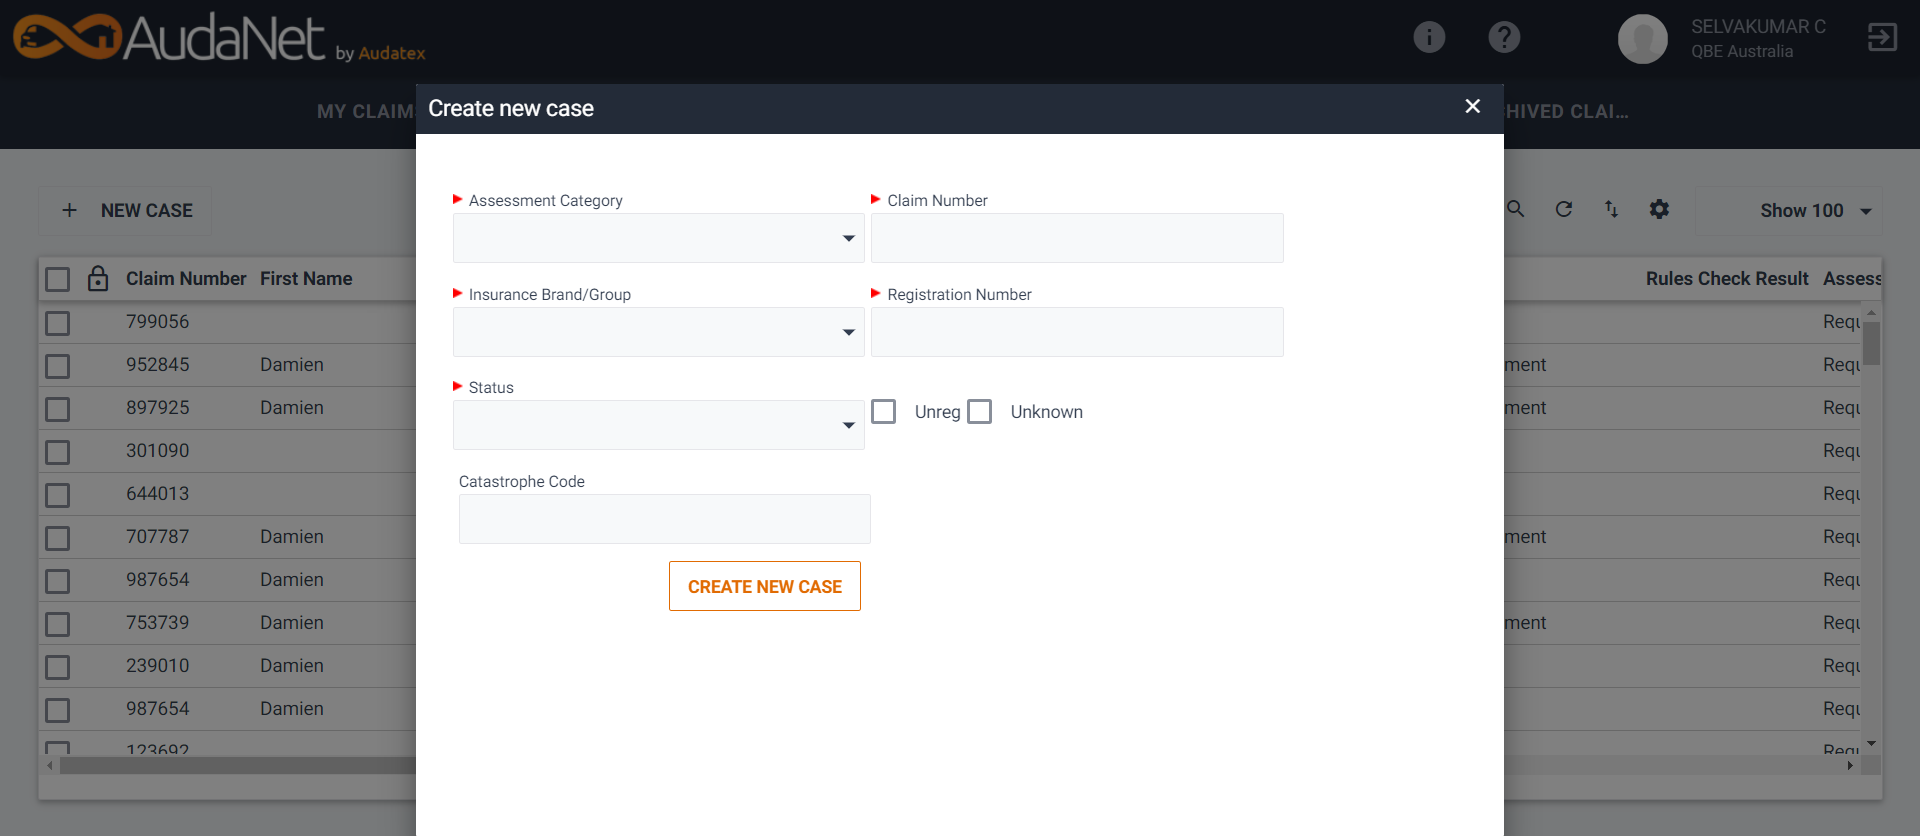 AudaNet by Audatex
SELVAKUMAR C
QBE Australia
MY CLAIM
HIVED CLAI...
Create new case
NEW CASE
Show 100
Assessment Category
Claim Number
Insurance Brand/Group
Registration Number
Status
Unreg
Unknown
Catastrophe Code
CREATE NEW CASE
Claim Number First Name Rules Check Result Assess
799056 Requ
952845 Damien ment Requ
897925 Damien ment Requ
301090 Requ
644013 Requ
707787 Damien ment Requ
987654 Damien Requ
753739 Damien ment Requ
239010 Damien Requ
987654 Damien Requ
123692 Requ